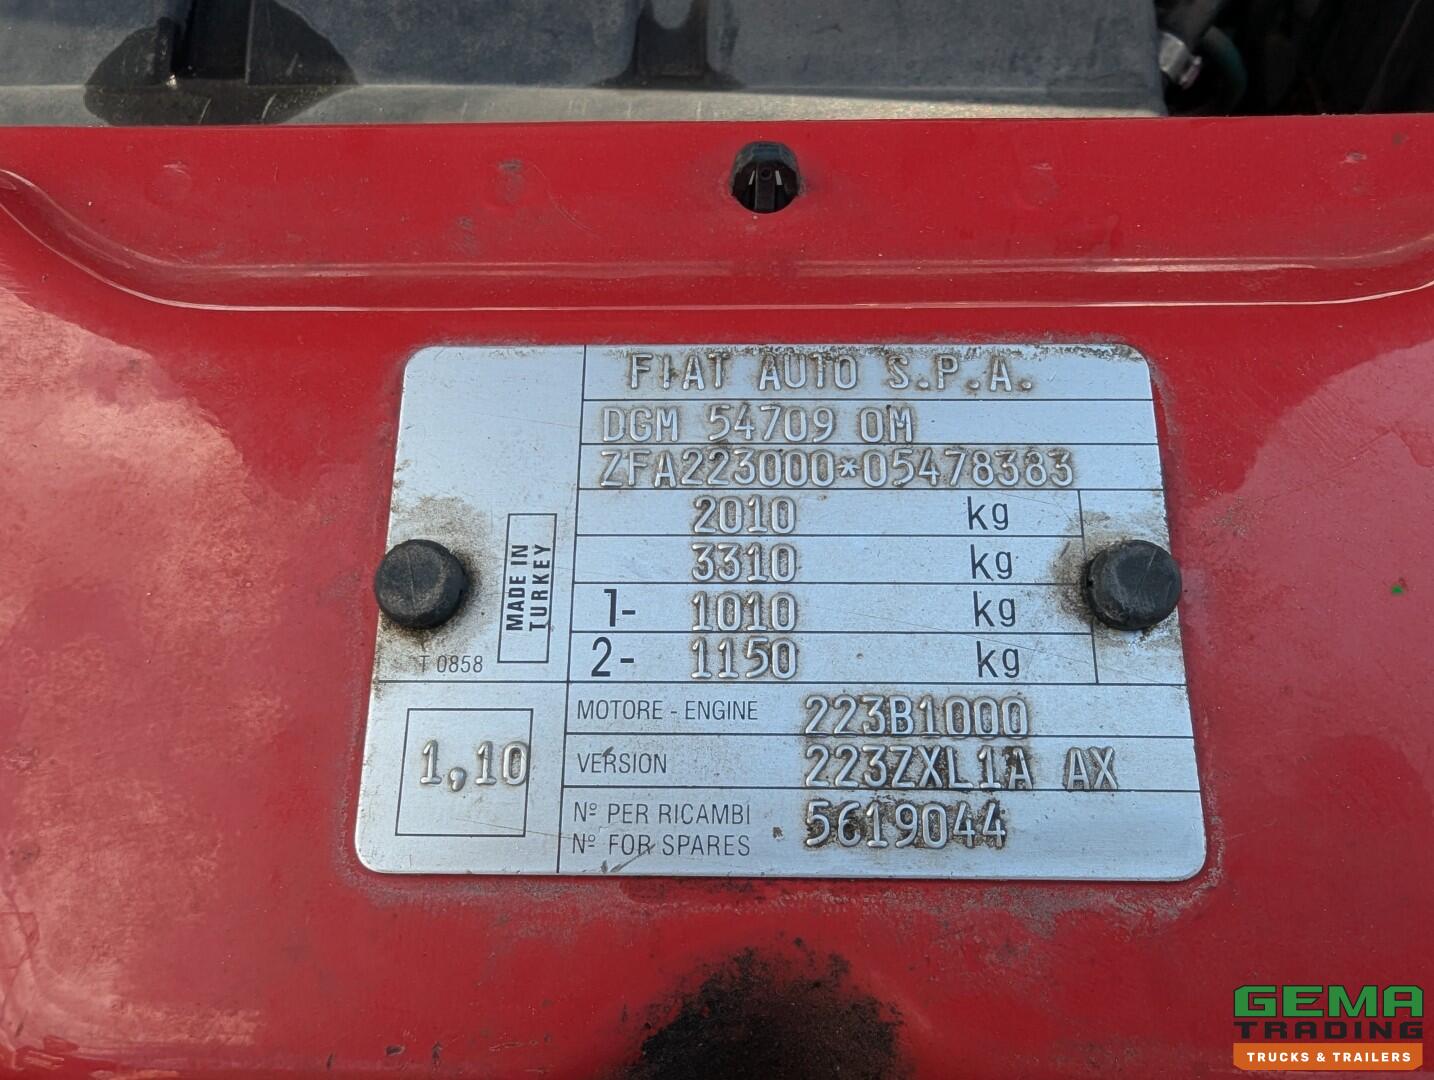 FIAT AUTO S.P.A.
DGM 54709 OM
ZFA223000*05478383
2010 kg
3310 kg
1- 1010 kg
2- 1150 kg
MADE IN
TURKEY
T 0858
1,10
MOTORE - ENGINE 223B1000
VERSION 223ZXL1A AX
Nº PER RICAMBI
Nº FOR SPARES
5619044
GEMA
TRADING
TRUCKS & TRAILERS